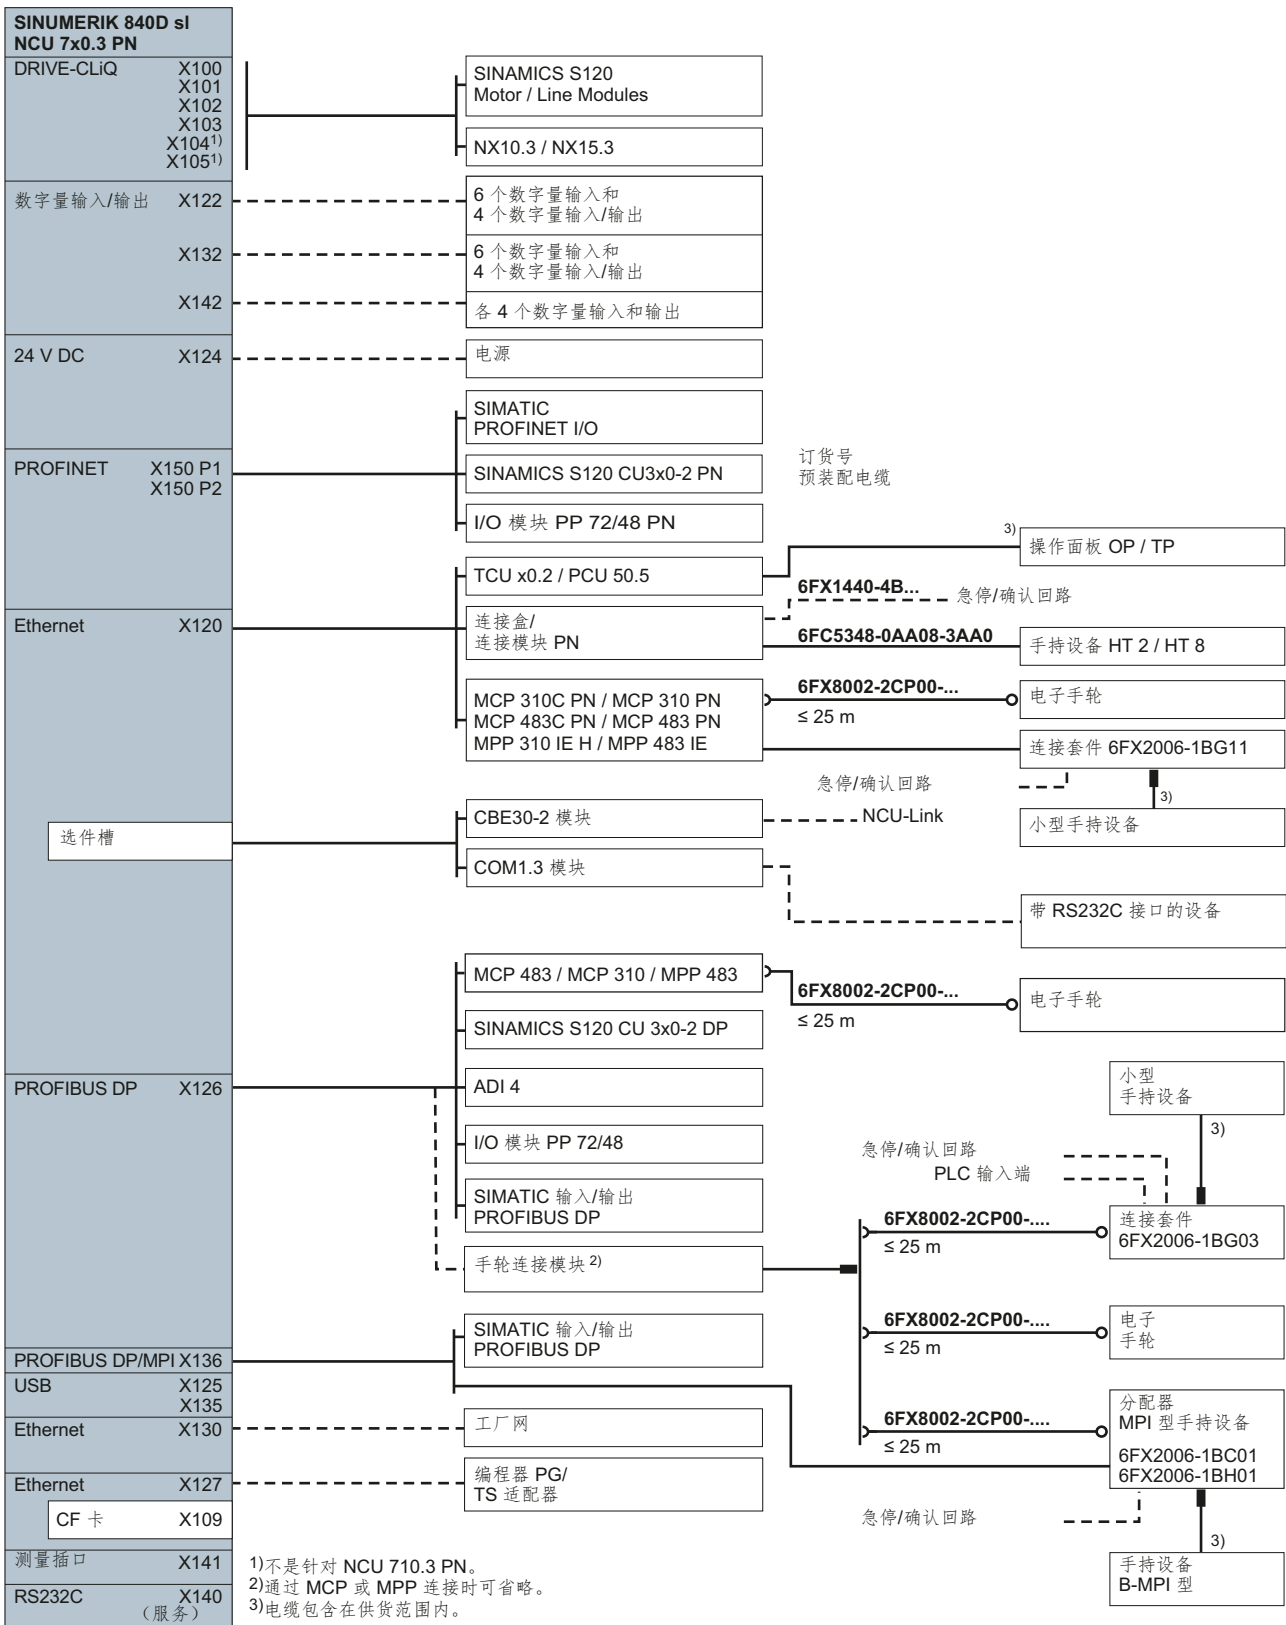 SINUMERIK 840D sl
NCU 7x0.3 PN
DRIVE-CLiQ X100
X101
X102
X103
X104 1)
X105 1)
SINAMICS S120
Motor / Line Modules
NX10.3 / NX15.3
数字量输入/输出 X122
6 个数字量输入和
4 个数字量输入/输出
X132
6 个数字量输入和
4 个数字量输入/输出
X142
各 4 个数字量输入和输出
24 V DC X124
电源
SIMATIC
PROFINET I/O
PROFINET X150 P1
X150 P2
SINAMICS S120 CU3x0-2 PN
订货号
预装配电缆
I/O 模块 PP 72/48 PN
3)
操作面板 OP / TP
TCU x0.2 / PCU 50.5
6FX1440-4B...
急停/确认回路
Ethernet X120
连接盒/
连接模块 PN
6FC5348-0AA08-3AA0
手持设备 HT 2 / HT 8
MCP 310C PN / MCP 310 PN
MCP 483C PN / MCP 483 PN
MPP 310 IE H / MPP 483 IE
6FX8002-2CP00-...
≤ 25 m
电子手轮
连接套件 6FX2006-1BG11
急停/确认回路
3)
小型手持设备
选件槽
CBE30-2 模块
NCU-Link
COM1.3 模块
带 RS232C 接口的设备
MCP 483 / MCP 310 / MPP 483
6FX8002-2CP00-...
≤ 25 m
电子手轮
SINAMICS S120 CU 3x0-2 DP
PROFIBUS DP X126
ADI 4
小型
手持设备
3)
I/O 模块 PP 72/48
急停/确认回路
PLC 输入端
SIMATIC 输入/输出
PROFIBUS DP
6FX8002-2CP00-....
≤ 25 m
连接套件
6FX2006-1BG03
手轮连接模块 2)
SIMATIC 输入/输出
PROFIBUS DP
6FX8002-2CP00-....
≤ 25 m
电子
手轮
PROFIBUS DP/MPI X136
USB X125
X135
Ethernet X130
工厂网
6FX8002-2CP00-....
≤ 25 m
分配器
MPI 型手持设备
6FX2006-1BC01
6FX2006-1BH01
Ethernet X127
编程器 PG/
TS 适配器
CF 卡 X109
急停/确认回路
3)
手持设备
B-MPI 型
测量插口 X141
RS232C X140
（服务）
1)不是针对 NCU 710.3 PN。
2)通过 MCP 或 MPP 连接时可省略。
3)电缆包含在供货范围内。